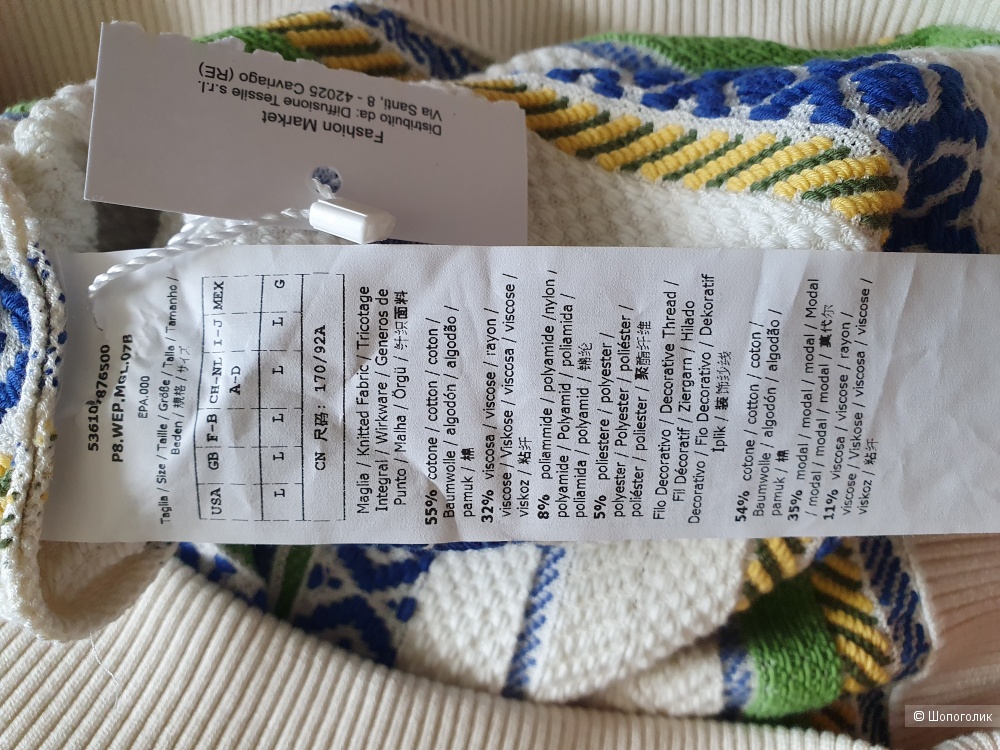 Fashion Market
Distribuito da: Diffusione Tessile s.r.l.
Via Santi, 8 - 42025 Cavriago (RE)
53610 876500
P8.WEP.MGL.07B
EPA.000
Taglia / Size / Taille / Größe / Talla / Tamanho /
Beden / 規格 / サイズ
USA GB F-B CH-NL I-J MEX
A-D
L L L L L G
CN 尺码: 170/92A
Maglia / Knitted Fabric / Tricotage
Integral / Wirkware / Generos de
Punto / Malha / Örgü / 针织面料
55% cotone / cotton / coton /
Baumwolle / algodón / algodão /
pamuk / 棉
32% viscosa / viscose / rayon /
viscose / Viskose / viscosa / viscose /
viskoz / 粘纤
8% poliammide / polyamide /nylon /
polyamide / Polyamid / poliamida /
poliamida / polyamid / 锦纶
5% poliestere / polyester /
polyester / Polyester / poliéster /
poliéster / polyester / 聚酯纤维
Filo Decorativo / Decorative Thread /
Fil Décoratif / Ziergarn / Hilado
Decorativo / Fio Decorativo / Dekoratif
Iplik / 装饰纱线
54% cotone / cotton / coton /
Baumwolle / algodón / algodão /
pamuk / 棉
35% modal / modal / modal / Modal
/ modal / modal / modal / 莫代尔
11% viscosa / viscose / rayon /
viscose / Viskose / viscosa / viscose /
viskoz / 粘纤
© Шопоголик